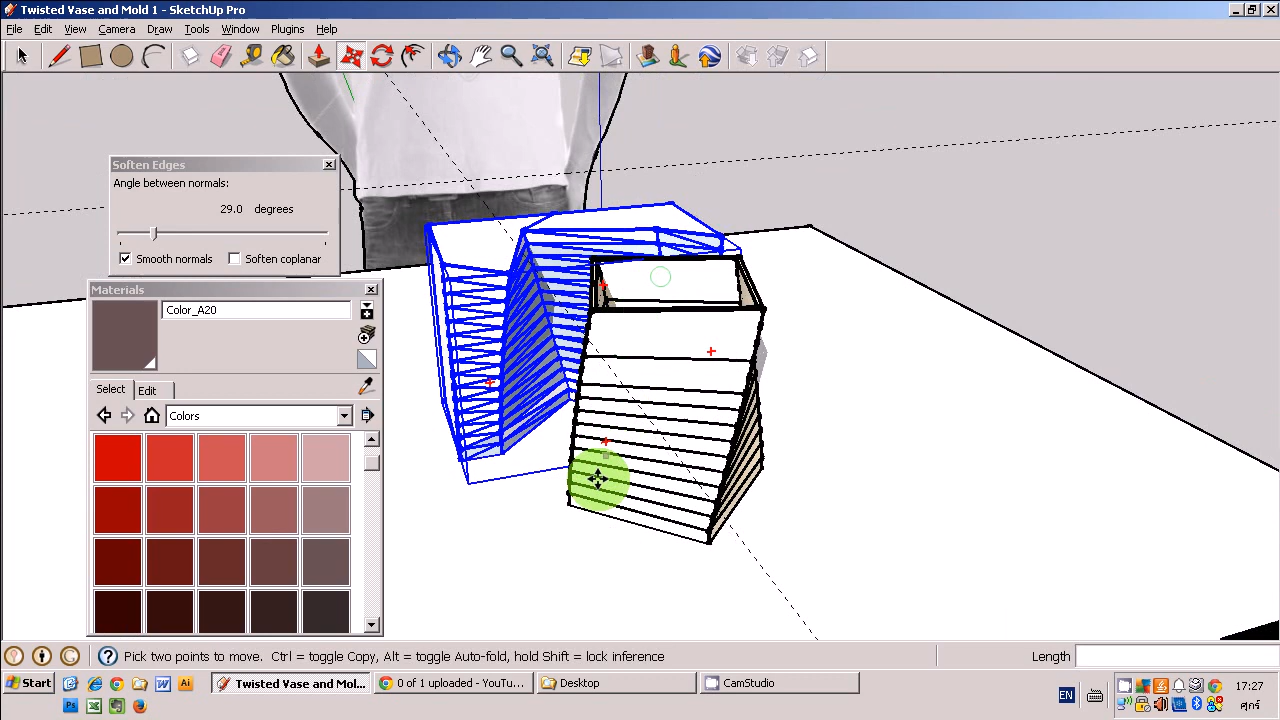 Twisted Vase and Mold 1 - SketchUp Pro
File Edit View Camera Draw Tools Window Plugins Help
Soften Edges
Angle between normals:
29.0 degrees
Smooth normals Soften coplanar
Materials
Color_A20
Select Edit
Colors
Pick two points to move. Ctrl = toggle Copy, Alt = toggle Auto-fold, hold Shift = lock inference
Length
Start
Twisted Vase and Mol...
0 of 1 uploaded - YouTu...
Desktop
CamStudio
EN
17:27
ศุกร์